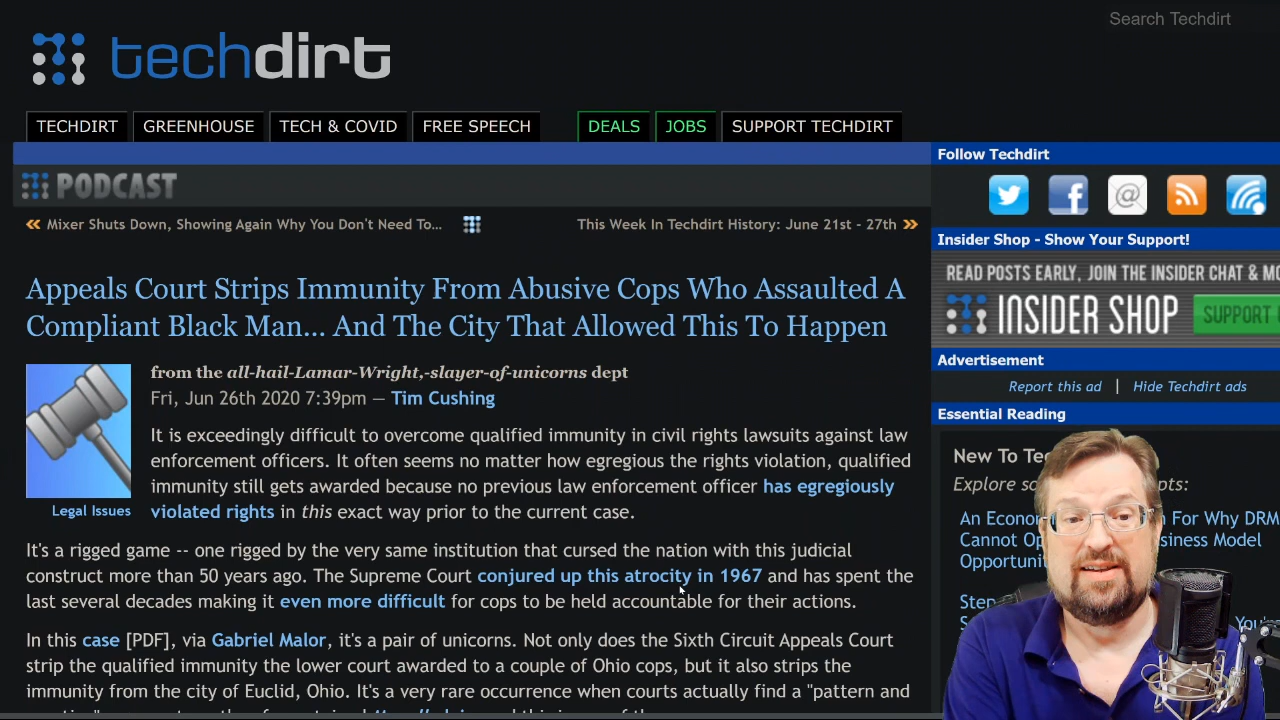 Search Techdirt
techdirt
TECHDIRT GREENHOUSE TECH & COVID FREE SPEECH DEALS JOBS SUPPORT TECHDIRT
PODCAST
Mixer Shuts Down, Showing Again Why You Don't Need To...
This Week In Techdirt History: June 21st - 27th
Appeals Court Strips Immunity From Abusive Cops Who Assaulted A
Compliant Black Man... And The City That Allowed This To Happen
from the all-hail-Lamar-Wright,-slayer-of-unicorns dept
Fri, Jun 26th 2020 7:39pm — Tim Cushing
Legal Issues
It is exceedingly difficult to overcome qualified immunity in civil rights lawsuits against law
enforcement officers. It often seems no matter how egregious the rights violation, qualified
immunity still gets awarded because no previous law enforcement officer has egregiously
violated rights in this exact way prior to the current case.
It's a rigged game -- one rigged by the very same institution that cursed the nation with this judicial
construct more than 50 years ago. The Supreme Court conjured up this atrocity in 1967 and has spent the
last several decades making it even more difficult for cops to be held accountable for their actions.
In this case [PDF], via Gabriel Malor, it's a pair of unicorns. Not only does the Sixth Circuit Appeals Court
strip the qualified immunity the lower court awarded to a couple of Ohio cops, but it also strips the
immunity from the city of Euclid, Ohio. It's a very rare occurrence when courts actually find a "pattern and
Follow Techdirt
Insider Shop - Show Your Support!
READ POSTS EARLY, JOIN THE INSIDER CHAT & MO
INSIDER SHOP SUPPORT
Advertisement
Report this ad | Hide Techdirt ads
Essential Reading
New To Te
Explore so pts:
An Econo n For Why DRM
Cannot Op siness Model
Opportuni
Step
You'